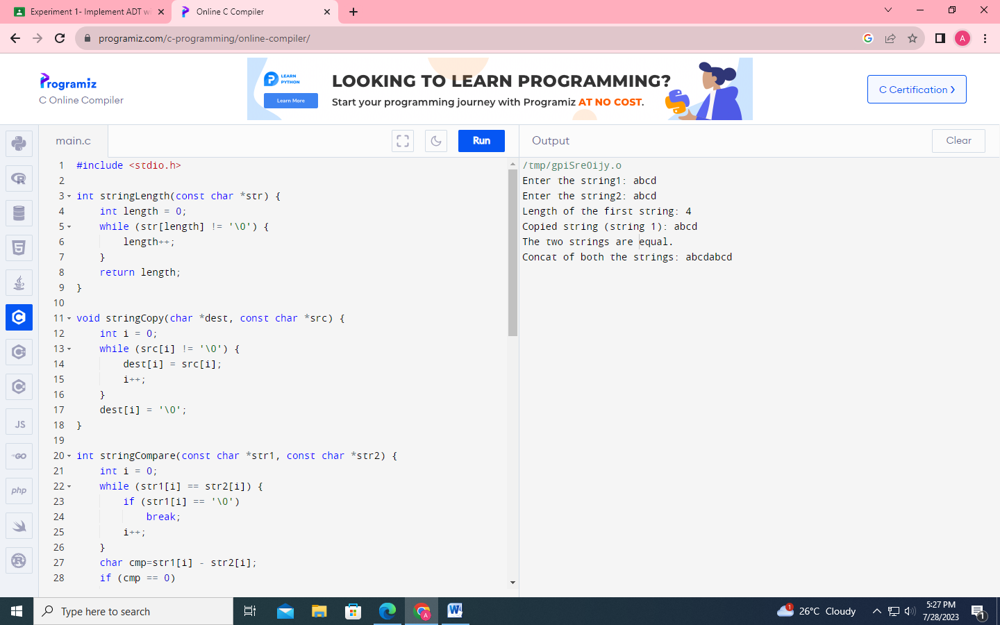 Experiment 1- Implement ADT w
Online C Compiler
programiz.com/c-programming/online-compiler/
A
Programiz
C Online Compiler
LEARN
PYTHON
Learn More
LOOKING TO LEARN PROGRAMMING?
Start your programming journey with Programiz AT NO COST.
C Certification
main.c
Run
Output
Clear
JS
GO
php
1 #include <stdio.h>
2
3 int stringLength(const char *str) {
4 int length = 0;
5 while (str[length] != '\0') {
6 length++;
7 }
8 return length;
9 }
10
11 void stringCopy(char *dest, const char *src) {
12 int i = 0;
13 while (src[i] != '\0') {
14 dest[i] = src[i];
15 i++;
16 }
17 dest[i] = '\0';
18 }
19
20 int stringCompare(const char *str1, const char *str2) {
21 int i = 0;
22 while (str1[i] == str2[i]) {
23 if (str1[i] == '\0')
24 break;
25 i++;
26 }
27 char cmp=str1[i] - str2[i];
28 if (cmp == 0)
/tmp/gpiSre0ijy.o
Enter the string1: abcd
Enter the string2: abcd
Length of the first string: 4
Copied string (string 1): abcd
The two strings are equal.
Concat of both the strings: abcdabcd
Type here to search
A
W
1
26°C Cloudy
5:27 PM
7/28/2023
1